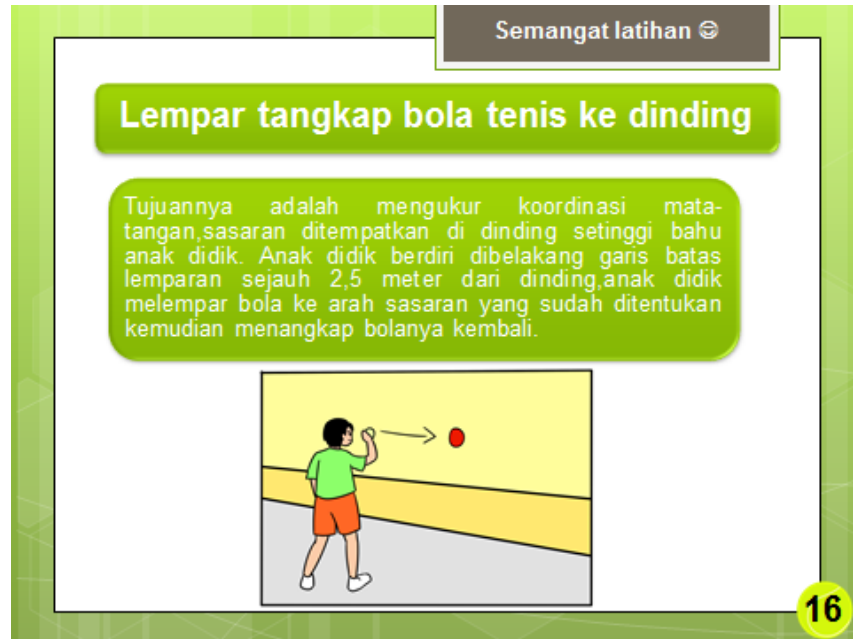 Semangat latihan 😊
Lempar tangkap bola tenis ke dinding
Tujuannya adalah mengukur koordinasi mata-
tangan,sasaran ditempatkan di dinding setinggi bahu
anak didik. Anak didik berdiri dibelakang garis batas
lemparan sejauh 2,5 meter dari dinding,anak didik
melempar bola ke arah sasaran yang sudah ditentukan
kemudian menangkap bolanya kembali.
16